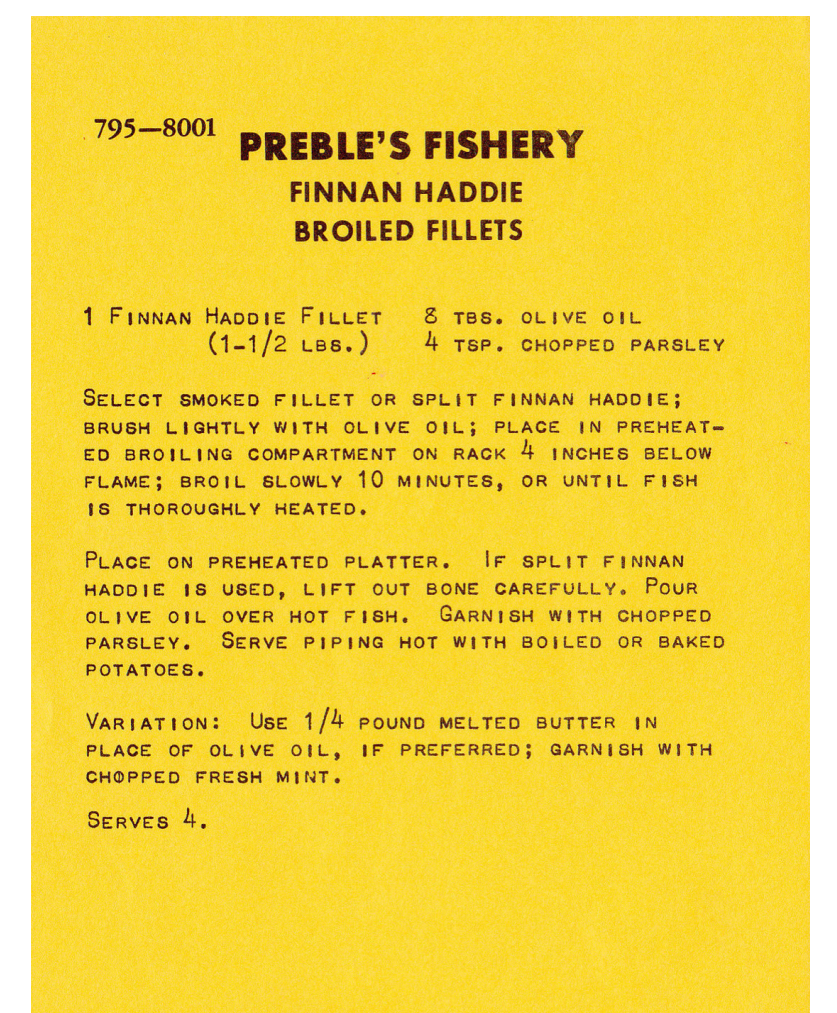 795—8001
PREBLE'S FISHERY
FINNAN HADDIE
BROILED FILLETS
1 FINNAN HADDIE FILLET 8 TBS. OLIVE OIL
(1-1/2 LBS.) 4 TSP. CHOPPED PARSLEY
SELECT SMOKED FILLET OR SPLIT FINNAN HADDIE;
BRUSH LIGHTLY WITH OLIVE OIL; PLACE IN PREHEAT-
ED BROILING COMPARTMENT ON RACK 4 INCHES BELOW
FLAME; BROIL SLOWLY 10 MINUTES, OR UNTIL FISH
IS THOROUGHLY HEATED.
PLACE ON PREHEATED PLATTER. IF SPLIT FINNAN
HADDIE IS USED, LIFT OUT BONE CAREFULLY. POUR
OLIVE OIL OVER HOT FISH. GARNISH WITH CHOPPED
PARSLEY. SERVE PIPING HOT WITH BOILED OR BAKED
POTATOES.
VARIATION: USE 1/4 POUND MELTED BUTTER IN
PLACE OF OLIVE OIL, IF PREFERRED; GARNISH WITH
CHOPPED FRESH MINT.
SERVES 4.